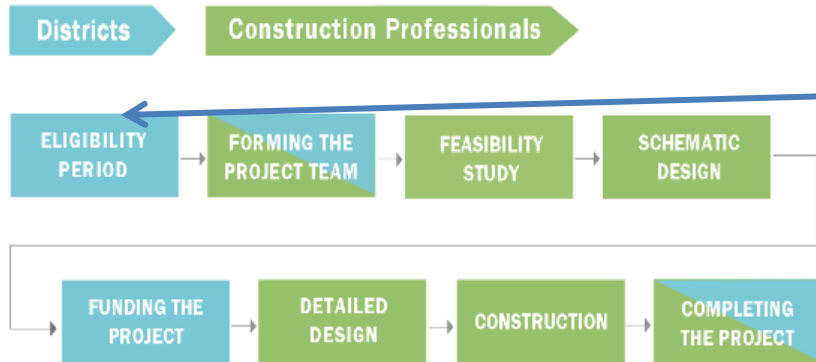 Districts
Construction Professionals
ELIGIBILITY
PERIOD
FORMING THE
PROJECT TEAM
FEASIBILITY
STUDY
SCHEMATIC
DESIGN
FUNDING THE
PROJECT
DETAILED
DESIGN
CONSTRUCTION
COMPLETING
THE PROJECT